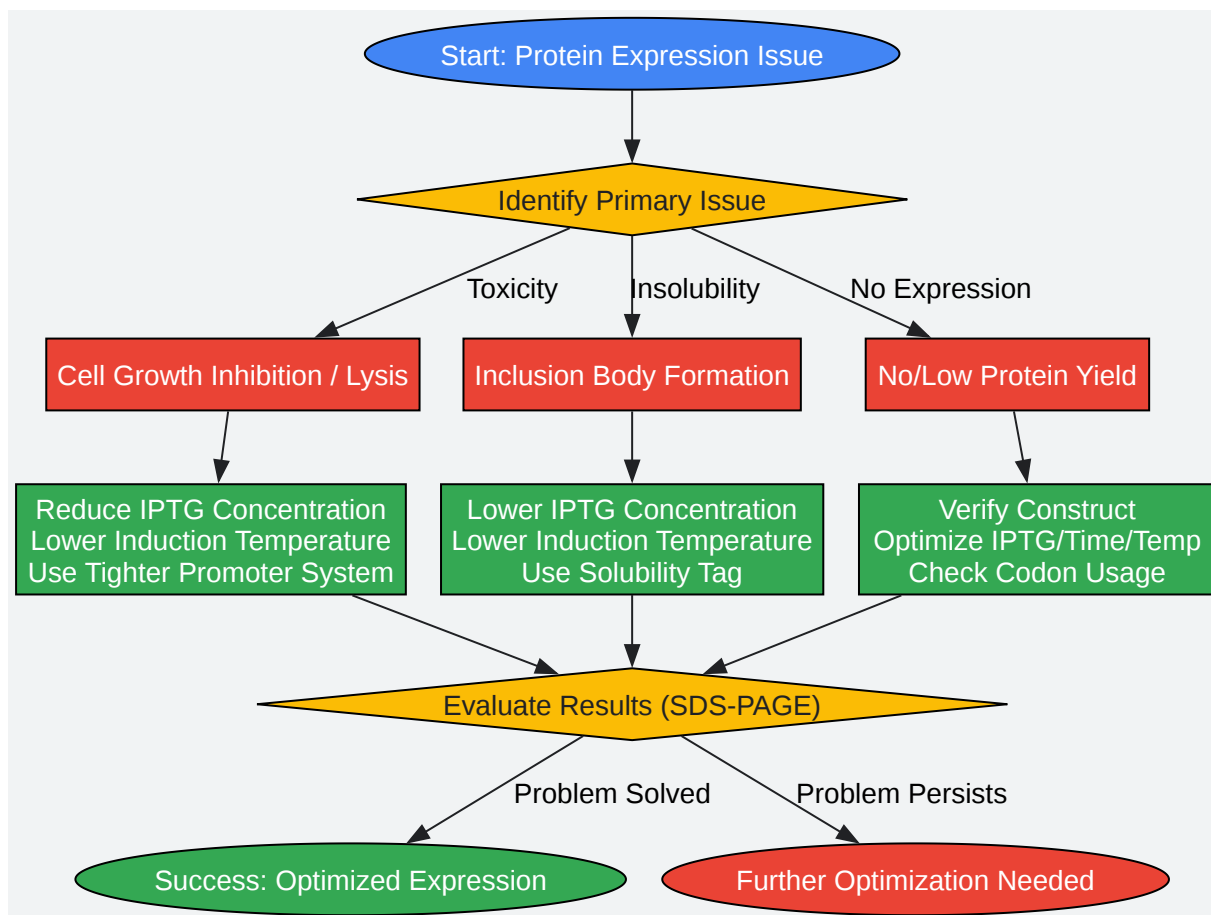 Start: Protein Expression Issue
Identify Primary Issue
Toxicity
Insolubility
No Expression
Cell Growth Inhibition / Lysis
Inclusion Body Formation
No/Low Protein Yield
Reduce IPTG Concentration
Lower Induction Temperature
Use Tighter Promoter System
Lower IPTG Concentration
Lower Induction Temperature
Use Solubility Tag
Verify Construct
Optimize IPTG/Time/Temp
Check Codon Usage
Evaluate Results (SDS-PAGE)
Problem Solved
Problem Persists
Success: Optimized Expression
Further Optimization Needed